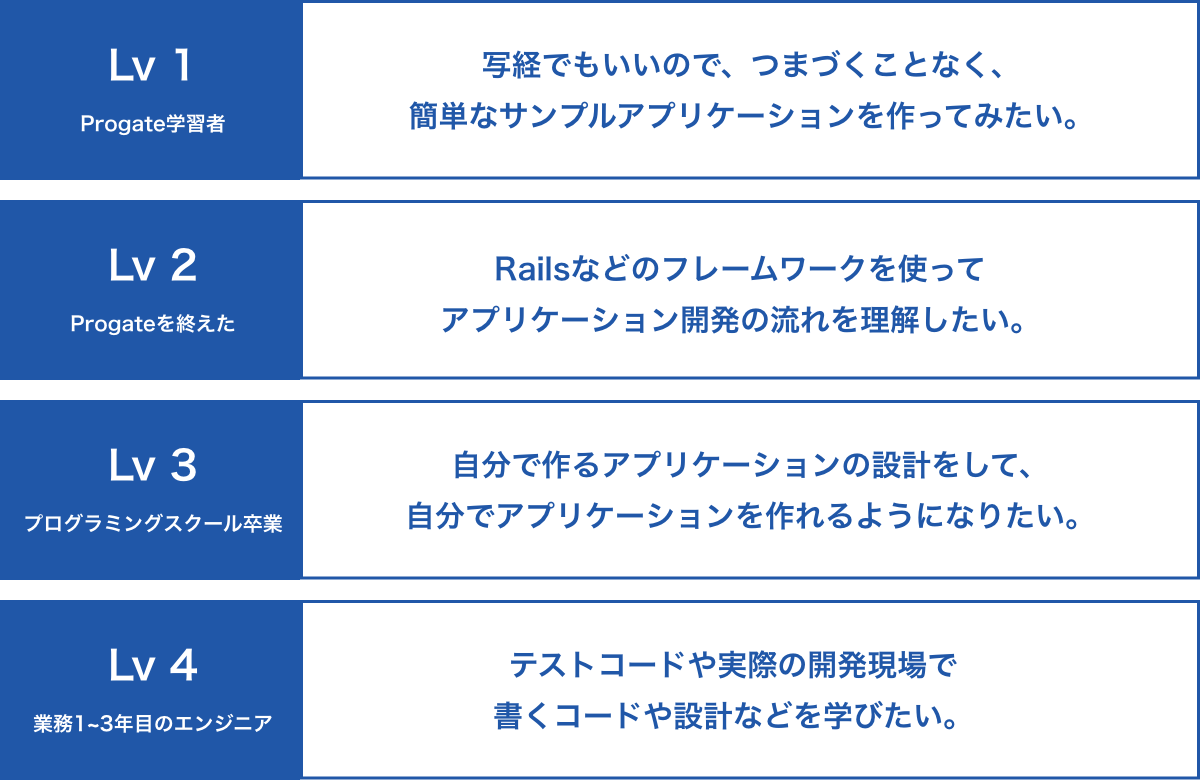 Lv 1
Progate学習者
写経でもいいので、つまづくことなく、
簡単なサンプルアプリケーションを作ってみたい。
Lv 2
Progateを終えた
Railsなどのフレームワークを使って
アプリケーション開発の流れを理解したい。
Lv 3
プログラミングスクール卒業
自分で作るアプリケーションの設計をして、
自分でアプリケーションを作れるようになりたい。
Lv 4
業務1~3年目のエンジニア
テストコードや実際の開発現場で
書くコードや設計などを学びたい。